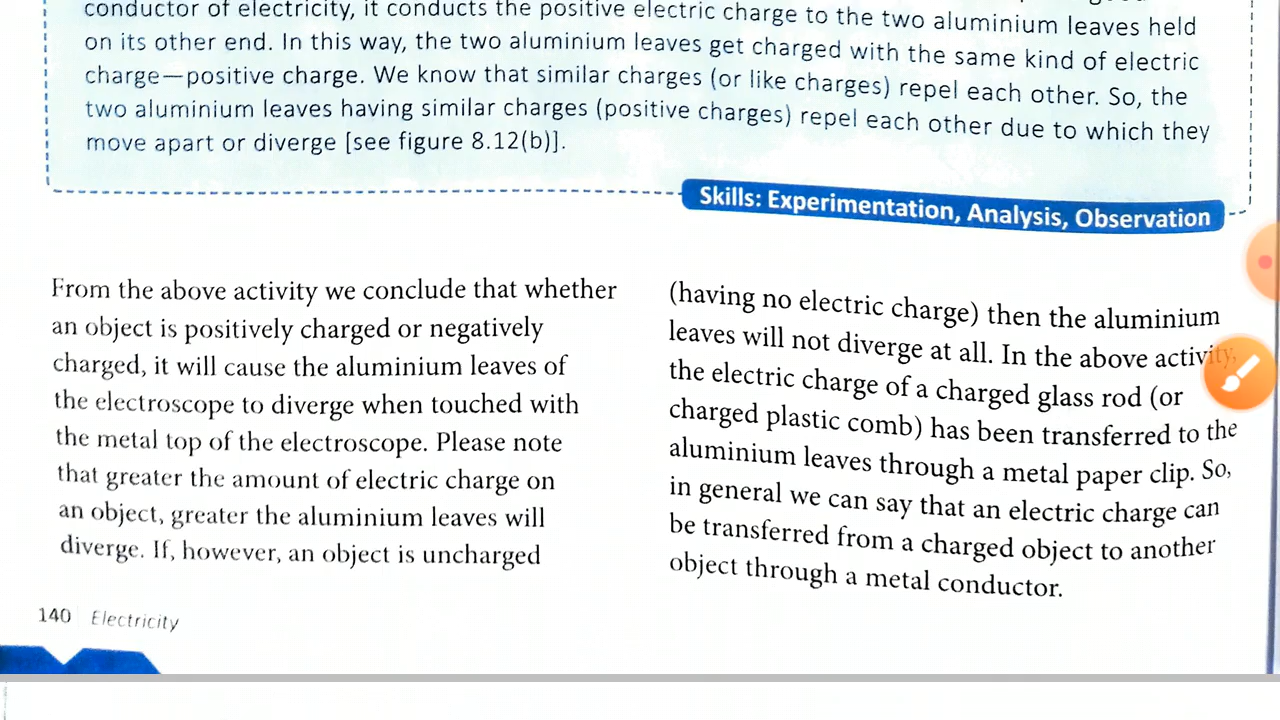 conductor of electricity, it conducts the positive electric charge to the two aluminium leaves held
on its other end. In this way, the two aluminium leaves get charged with the same kind of electric
charge—positive charge. We know that similar charges (or like charges) repel each other. So, the
two aluminium leaves having similar charges (positive charges) repel each other due to which they
move apart or diverge [see figure 8.12(b)].
Skills: Experimentation, Analysis, Observation
From the above activity we conclude that whether
an object is positively charged or negatively
charged, it will cause the aluminium leaves of
the electroscope to diverge when touched with
the metal top of the electroscope. Please note
that greater the amount of electric charge on
an object, greater the aluminium leaves will
diverge. If, however, an object is uncharged
(having no electric charge) then the aluminium
leaves will not diverge at all. In the above activity,
the electric charge of a charged glass rod (or
charged plastic comb) has been transferred to the
aluminium leaves through a metal paper clip. So,
in general we can say that an electric charge can
be transferred from a charged object to another
object through a metal conductor.
140 Electricity